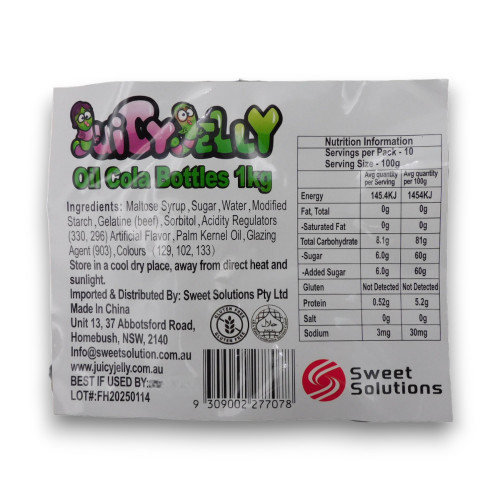 JUICY JELLY
Oil Cola Bottles 1kg
Ingredients: Maltose Syrup ,Sugar ,Water ,Modified
Starch ,Gelatine (beef) ,Sorbitol ,Acidity Regulators
(330, 296) Artificial Flavor ,Palm Kernel Oil ,Glazing
Agent (903) ,Colours (129, 102, 133)
Store in a cool dry place, away from direct heat and
sunlight.
Imported & Distributed By: Sweet Solutions Pty Ltd
Made In China
Unit 13, 37 Abbotsford Road,
Homebush, NSW, 2140
Info@sweetsolution.com.au
www.juicyjelly.com.au
BEST IF USED BY:
LOT#:FH20250114
GLUTEN FREE
HALAL
9 309002 277078
Nutrition Information
Servings per Pack - 10
Serving Size - 100g
Avg quantity per Serving Avg quantity per 100g
Energy 145.4KJ 1454KJ
Fat, Total 0g 0g
-Saturated Fat 0g 0g
Total Carbohydrate 8.1g 81g
-Sugar 6.0g 60g
-Added Sugar 6.0g 60g
Gluten Not Detected Not Detected
Protein 0.52g 5.2g
Salt 0g 0g
Sodium 3mg 30mg
Sweet
Solutions